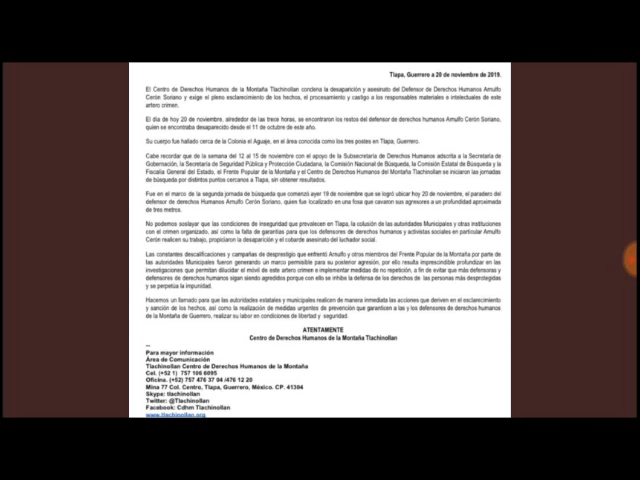 Tlapa, Guerrero a 20 de noviembre de 2019.
El Centro de Derechos Humanos de la Montaña Tlachinollan condena la desaparición y asesinato del Defensor de Derechos Humanos Arnulfo
Cerón Soriano y exige el pleno esclarecimiento de los hechos, el procesamiento y castigo a los responsables materiales e intelectuales de este
artero crimen.
El día de hoy 20 de noviembre, alrededor de las trece horas, se encontraron los restos del defensor de derechos humanos Arnulfo Cerón Soriano,
quien se encontraba desaparecido desde el 11 de octubre de este año.
Su cuerpo fue hallado cerca de la Colonia el Aguaje, en el área conocida como los tres postes en Tlapa, Guerrero.
Cabe recordar que de la semana del 12 al 15 de noviembre con el apoyo de la Subsecretaría de Derechos Humanos adscrita a la Secretaría de
Gobernación, la Secretaría de Seguridad Pública y Protección Ciudadana, la Comisión Nacional de Búsqueda, la Comisión Estatal de Búsqueda y la
Fiscalía General del Estado, el Frente Popular de la Montaña y el Centro de Derechos Humanos del Montaña Tlachinollan se iniciaron las jornadas
de búsqueda por distintos puntos cercanos a Tlapa, sin obtener resultados.
Fue en el marco de la segunda jornada de búsqueda que comenzó ayer 19 de noviembre que se logró ubicar hoy 20 de noviembre, el paradero del
defensor de derechos humanos Arnulfo Cerón Soriano, quien fue localizado en una fosa que cavaron sus agresores a un profundidad aproximada
de tres metros.
No podemos soslayar que las condiciones de inseguridad que prevalecen en Tlapa, la colusión de las autoridades Municipales y otras instituciones
con el crimen organizado, así como la falta de garantías para que los defensores de derechos humanos y activistas sociales en particular Arnulfo
Cerón realicen su trabajo, propiciaron la desaparición y el cobarde asesinato del luchador social.
Las constantes descalificaciones y campañas de desprestigio que enfrentó Arnulfo y otros miembros del Frente Popular de la Montaña por parte de
las autoridades Municipales fueron generando un marco permisible para su posterior agresión, por ello resulta imprescindible profundizar en las
investigaciones que permitan dilucidar el móvil de este artero crimen e implementar medidas de no repetición, a fin de evitar que más defensoras y
defensores de derechos humanos sigan siendo agredidos porque con ello se inhibe la defensa de los derechos de las personas más desprotegidas
y se perpetúa la impunidad.
Hacemos un llamado para que las autoridades estatales y municipales realicen de manera inmediata las acciones que deriven en el esclarecimiento
y sanción de los hechos, así como la realización de medidas urgentes de prevención que garanticen a las y los defensores de derechos humanos
de la Montaña de Guerrero, realizar su labor en condiciones de libertad y seguridad.
ATENTAMENTE
Centro de Derechos Humanos de la Montaña Tlachinollan
--
Para mayor información
Área de Comunicación
Tlachinollan Centro de Derechos Humanos de la Montaña
Cel. (+52 1) 757 106 6095
Oficina. (+52) 757 476 37 04 /476 12 20
Mina 77 Col. Centro, Tlapa, Guerrero, México. CP. 41304
Skype: tlachinollan
Twitter: @Tlachinollan
Facebook: Cdhm Tlachinollan
www.tlachinollan.org